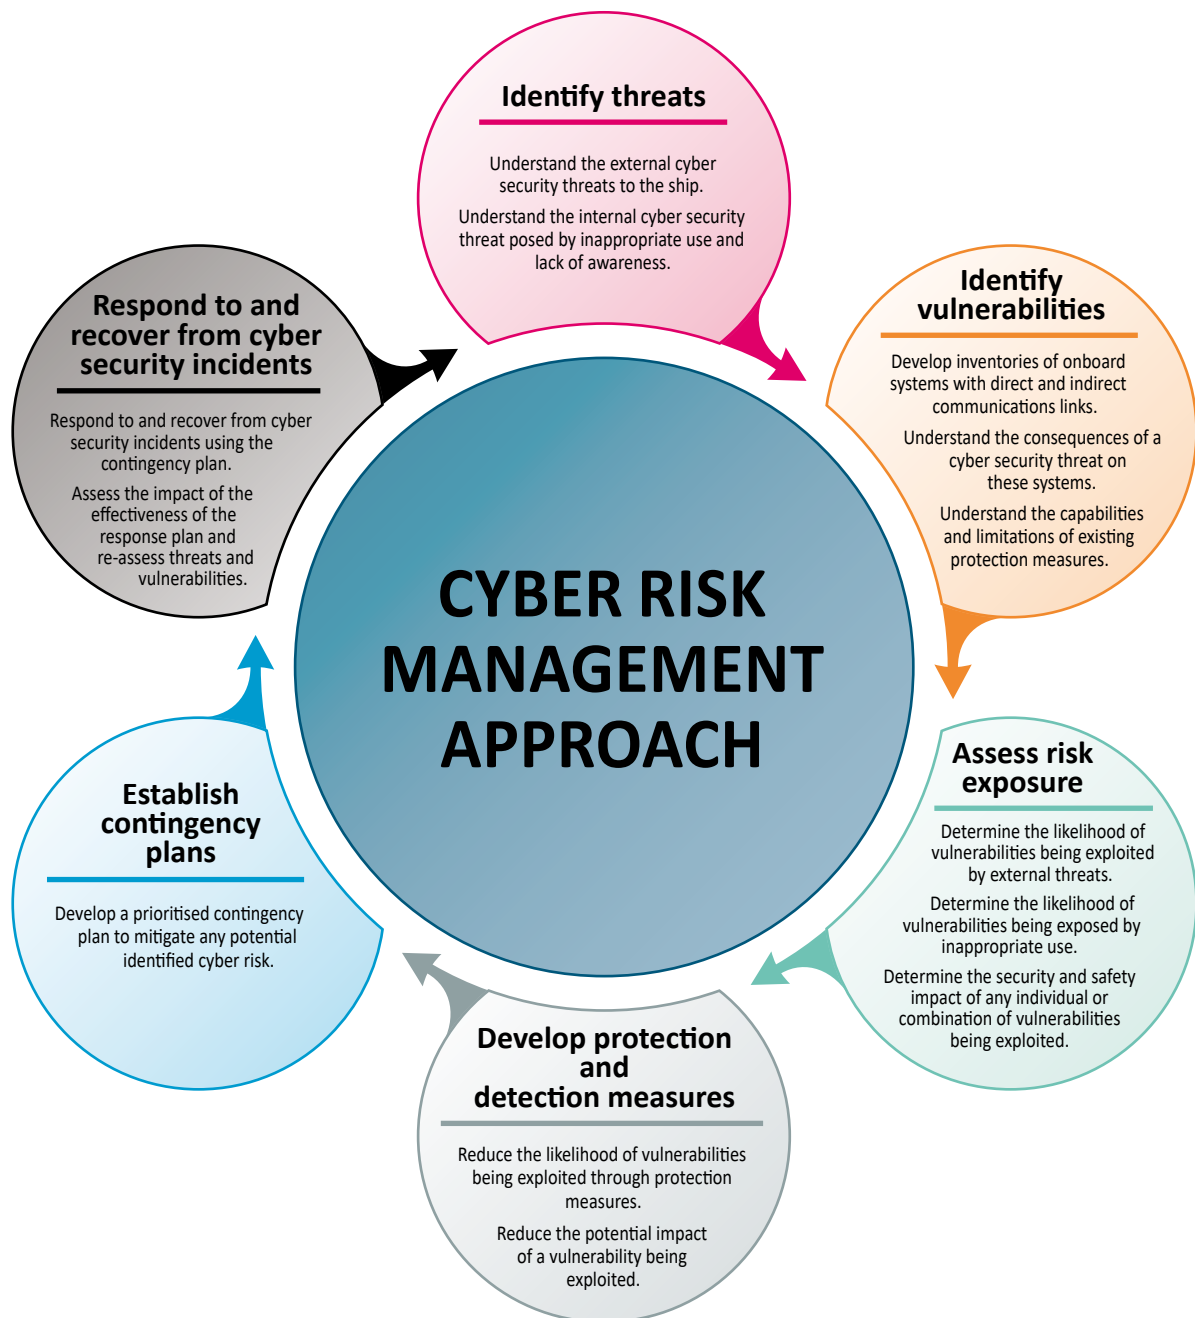 Identify threats
Understand the external cyber
security threats to the ship.
Understand the internal cyber security
threat posed by inappropriate use and
lack of awareness.
Identify
vulnerabilities
Develop inventories of onboard
systems with direct and indirect
communications links.
Understand the consequences of a
cyber security threat on
these systems.
Understand the capabilities
and limitations of existing
protection measures.
Assess risk
exposure
Determine the likelihood of
vulnerabilities being exploited
by external threats.
Determine the likelihood of
vulnerabilities being exposed by
inappropriate use.
Determine the security and safety
impact of any individual or
combination of vulnerabilities
being exploited.
Develop protection
and
detection measures
Reduce the likelihood of vulnerabilities
being exploited through protection
measures.
Reduce the potential impact
of a vulnerability being
exploited.
Establish
contingency
plans
Develop a prioritised contingency
plan to mitigate any potential
identified cyber risk.
Respond to and
recover from cyber
security incidents
Respond to and recover from cyber
security incidents using the
contingency plan.
Assess the impact of the
effectiveness of the
response plan and
re-assess threats and
vulnerabilities.
CYBER RISK
MANAGEMENT
APPROACH